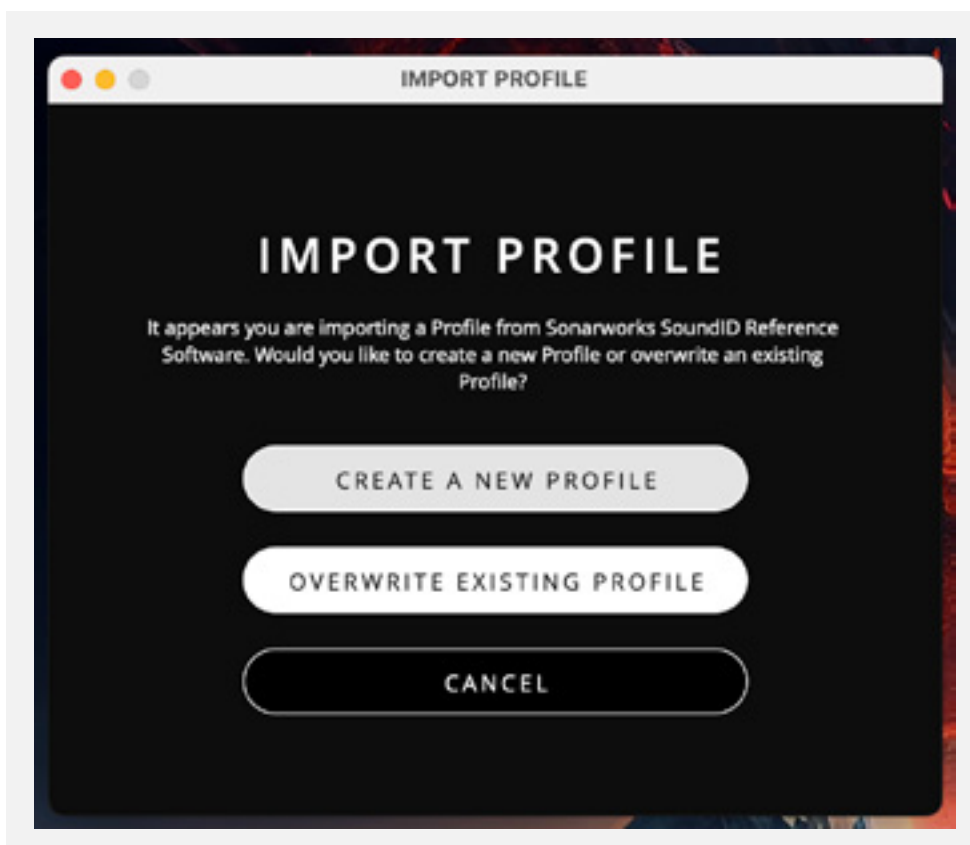 IMPORT PROFILE
IMPORT PROFILE
It appears you are importing a Profile from Sonarworks SoundID Reference
Software. Would you like to create a new Profile or overwrite an existing
Profile?
CREATE A NEW PROFILE
OVERWRITE EXISTING PROFILE
CANCEL